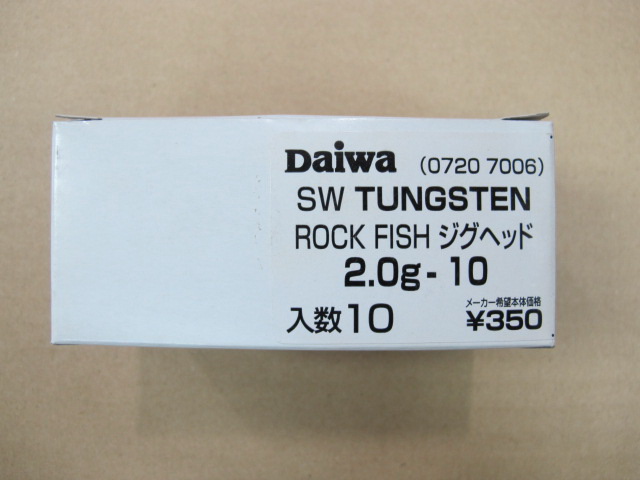 Daiwa (0720 7006)
SW TUNGSTEN
ROCK FISH ジグヘッド
2.0g - 10
メーカー希望本体価格
入数10 ¥350